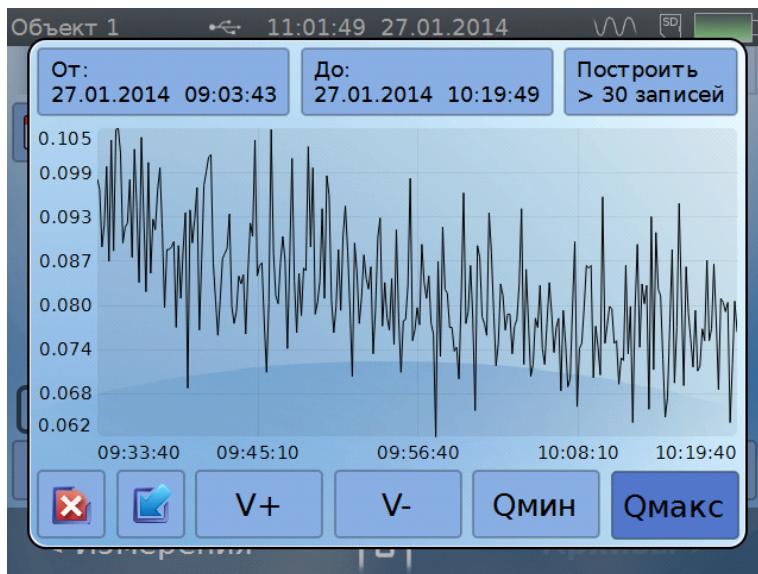 Объект 1 11:01:49 27.01.2014 SD
От:
27.01.2014 09:03:43
До:
27.01.2014 10:19:49
Построить
> 30 записей
0.105
0.099
0.093
0.087
0.080
0.074
0.068
0.062
09:33:40 09:45:10 09:56:40 10:08:10 10:19:40
V+ V- Qмин Qмакс
< Измерения Архивы >